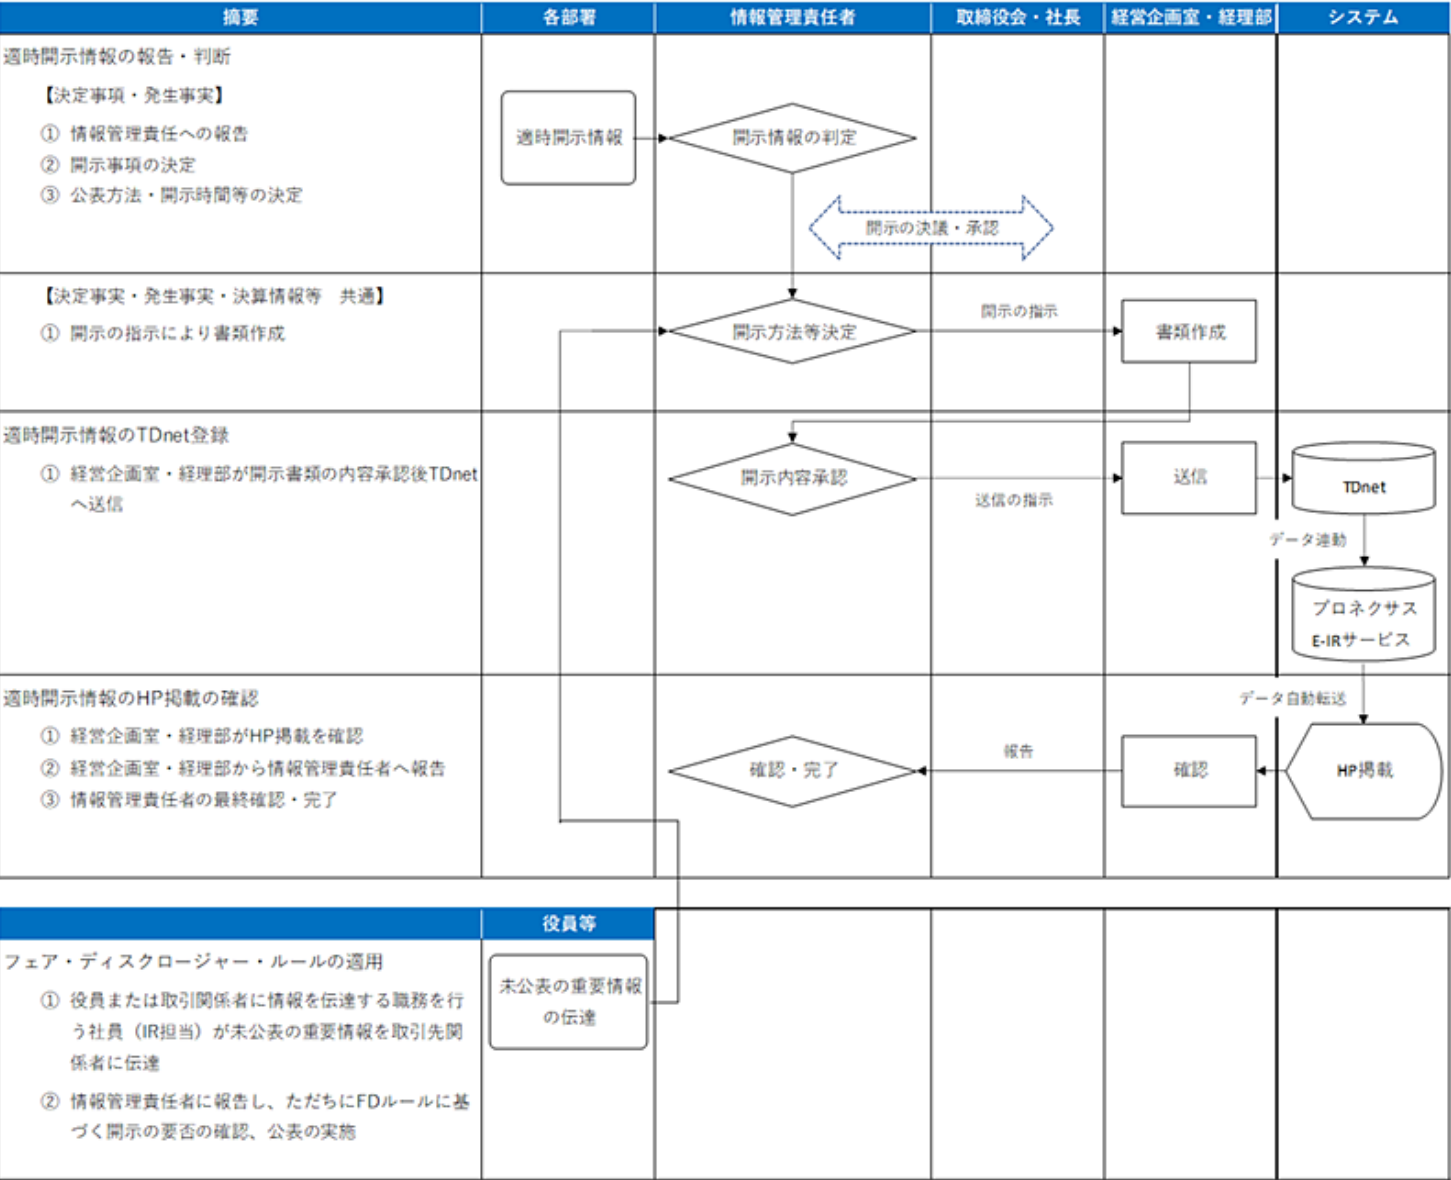 摘要
各部署
情報管理責任者
取締役会・社長
経営企画室・経理部
システム
適時開示情報の報告・判断
【決定事項・発生事実】
① 情報管理責任への報告
② 開示事項の決定
③ 公表方法・開示時間等の決定
適時開示情報
開示情報の判定
開示の決議・承認
【決定事実・発生事実・決算情報等　共通】
① 開示の指示により書類作成
開示方法等決定
開示の指示
書類作成
適時開示情報のTDnet登録
① 経営企画室・経理部が開示書類の内容承認後TDnet
へ送信
開示内容承認
送信の指示
送信
TDnet
データ連動
プロネクサス
E-IRサービス
適時開示情報のHP掲載の確認
① 経営企画室・経理部がHP掲載を確認
② 経営企画室・経理部から情報管理責任者へ報告
③ 情報管理責任者の最終確認・完了
確認・完了
報告
確認
データ自動転送
HP掲載
役員等
フェア・ディスクロージャー・ルールの適用
① 役員または取引関係者に情報を伝達する職務を行
う社員（IR担当）が未公表の重要情報を取引先関
係者に伝達
② 情報管理責任者に報告し、ただちにFDルールに基
づく開示の要否の確認、公表の実施
未公表の重要情報
の伝達